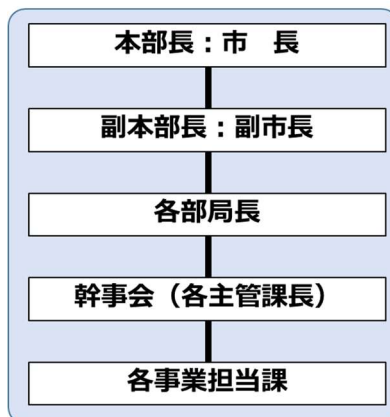 本部長：市　長
副本部長：副市長
各部局長
幹事会（各主管課長）
各事業担当課